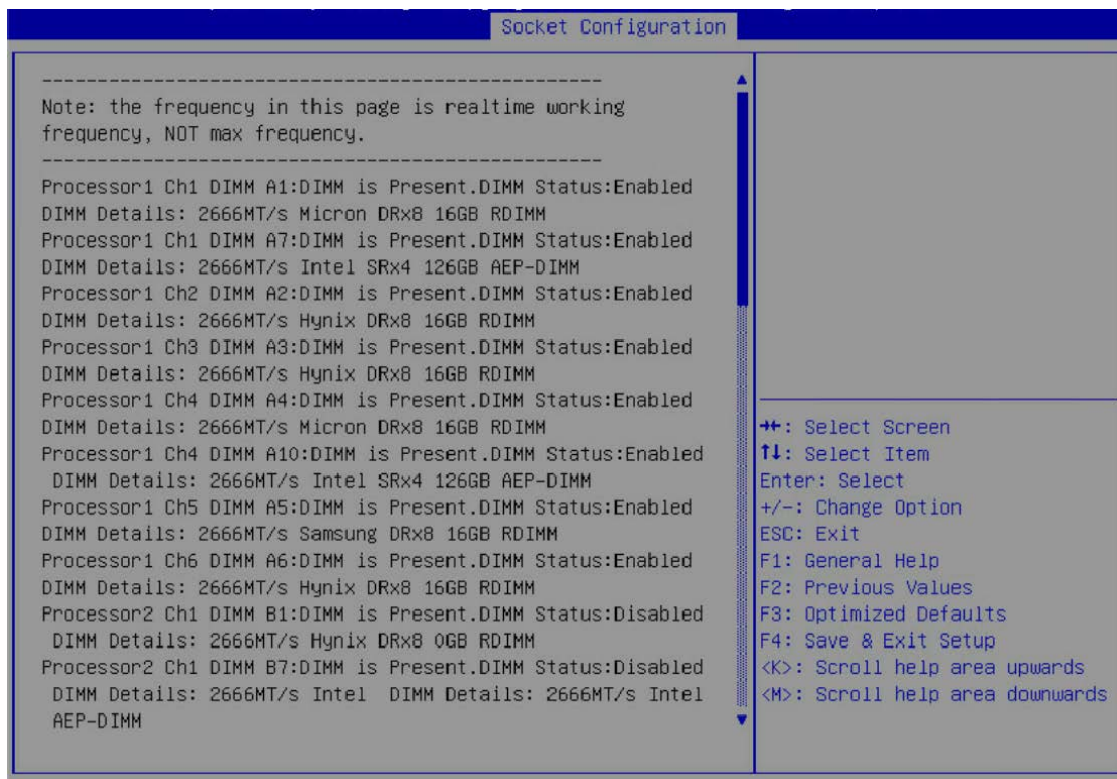 Socket Configuration
--------------------------------------------------
Note: the frequency in this page is realtime working
frequency, NOT max frequency.
--------------------------------------------------
Processor1 Ch1 DIMM A1:DIMM is Present.DIMM Status:Enabled
DIMM Details: 2666MT/s Micron DRx8 16GB RDIMM
Processor1 Ch1 DIMM A7:DIMM is Present.DIMM Status:Enabled
DIMM Details: 2666MT/s Intel SRx4 126GB AEP-DIMM
Processor1 Ch2 DIMM A2:DIMM is Present.DIMM Status:Enabled
DIMM Details: 2666MT/s Hynix DRx8 16GB RDIMM
Processor1 Ch3 DIMM A3:DIMM is Present.DIMM Status:Enabled
DIMM Details: 2666MT/s Hynix DRx8 16GB RDIMM
Processor1 Ch4 DIMM A4:DIMM is Present.DIMM Status:Enabled
DIMM Details: 2666MT/s Micron DRx8 16GB RDIMM
Processor1 Ch4 DIMM A10:DIMM is Present.DIMM Status:Enabled
DIMM Details: 2666MT/s Intel SRx4 126GB AEP-DIMM
Processor1 Ch5 DIMM A5:DIMM is Present.DIMM Status:Enabled
DIMM Details: 2666MT/s Samsung DRx8 16GB RDIMM
Processor1 Ch6 DIMM A6:DIMM is Present.DIMM Status:Enabled
DIMM Details: 2666MT/s Hynix DRx8 16GB RDIMM
Processor2 Ch1 DIMM B1:DIMM is Present.DIMM Status:Disabled
DIMM Details: 2666MT/s Hynix DRx8 0GB RDIMM
Processor2 Ch1 DIMM B7:DIMM is Present.DIMM Status:Disabled
DIMM Details: 2666MT/s Intel  DIMM Details: 2666MT/s Intel
AEP-DIMM
→←: Select Screen
↑↓: Select Item
Enter: Select
+/-: Change Option
ESC: Exit
F1: General Help
F2: Previous Values
F3: Optimized Defaults
F4: Save & Exit Setup
<K>: Scroll help area upwards
<M>: Scroll help area downwards